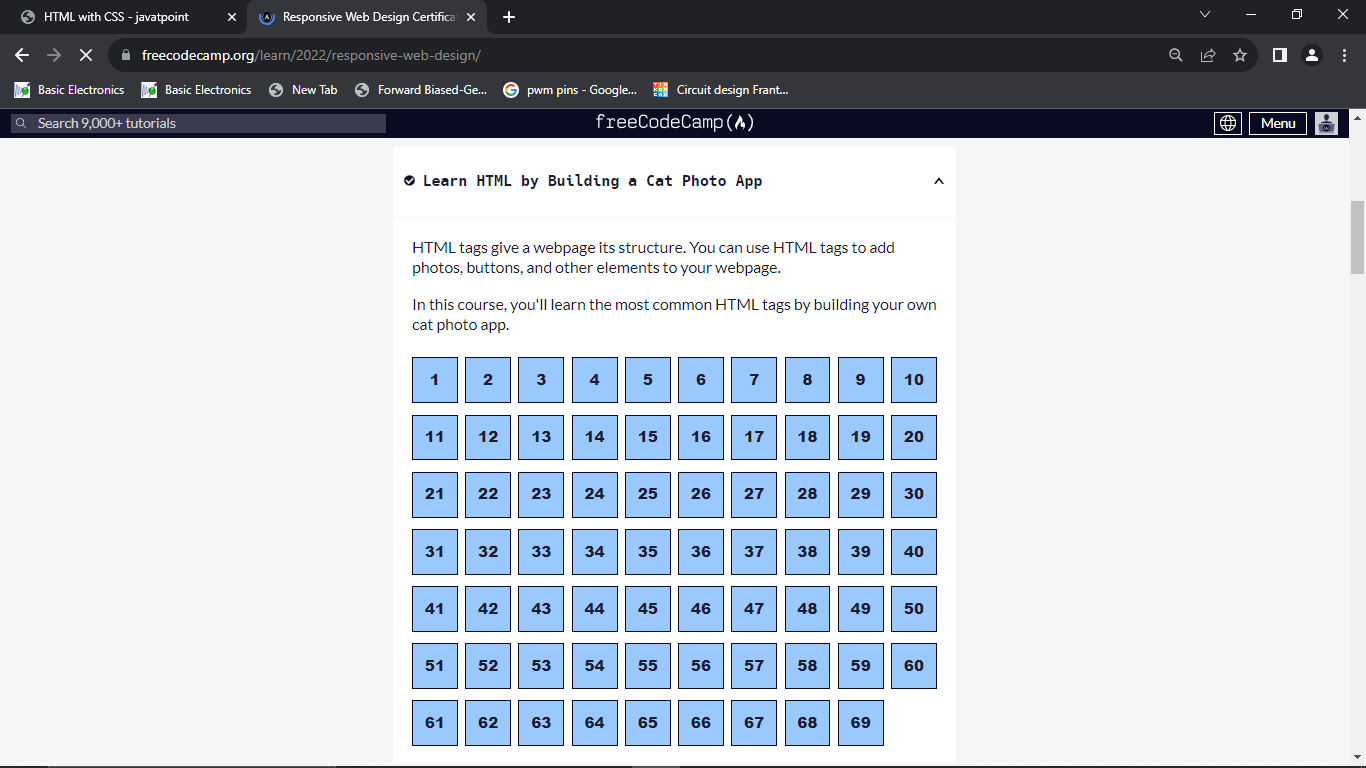 HTML with CSS - javatpoint
Responsive Web Design Certifica
freecodecamp.org/learn/2022/responsive-web-design/
Basic Electronics
Basic Electronics
New Tab
Forward Biased-Ge...
pwm pins - Google...
Circuit design Frant...
Search 9,000+ tutorials
freeCodeCamp
Menu
Learn HTML by Building a Cat Photo App
HTML tags give a webpage its structure. You can use HTML tags to add
photos, buttons, and other elements to your webpage.
In this course, you'll learn the most common HTML tags by building your own
cat photo app.
1 2 3 4 5 6 7 8 9 10
11 12 13 14 15 16 17 18 19 20
21 22 23 24 25 26 27 28 29 30
31 32 33 34 35 36 37 38 39 40
41 42 43 44 45 46 47 48 49 50
51 52 53 54 55 56 57 58 59 60
61 62 63 64 65 66 67 68 69